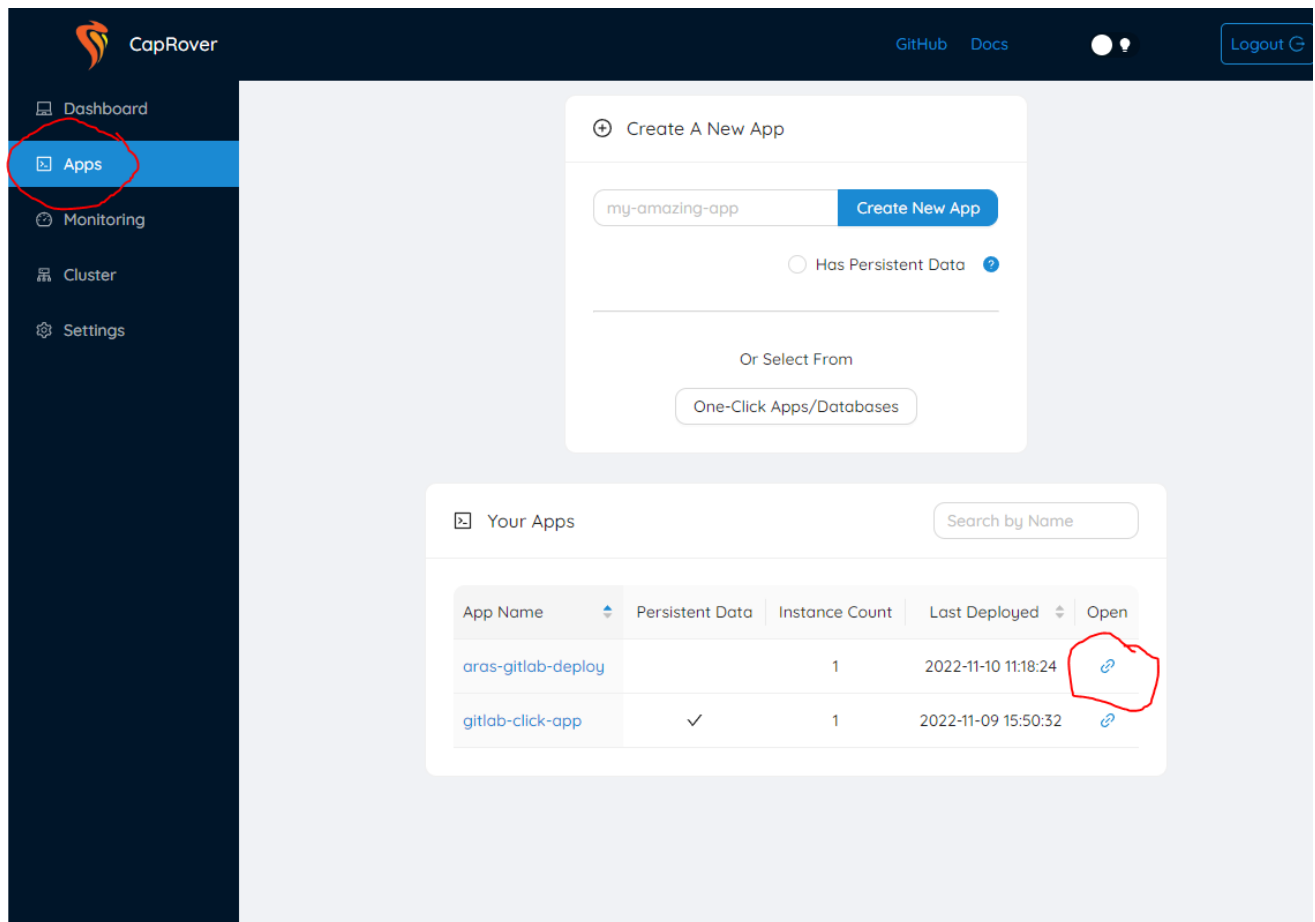 CapRover
GitHub Docs
Logout
Dashboard
Apps
Monitoring
Cluster
Settings
Create A New App
my-amazing-app
Create New App
Has Persistent Data ?
Or Select From
One-Click Apps/Databases
Your Apps
Search by Name
App Name Persistent Data Instance Count Last Deployed Open
aras-gitlab-deploy 1 2022-11-10 11:18:24
gitlab-click-app 1 2022-11-09 15:50:32